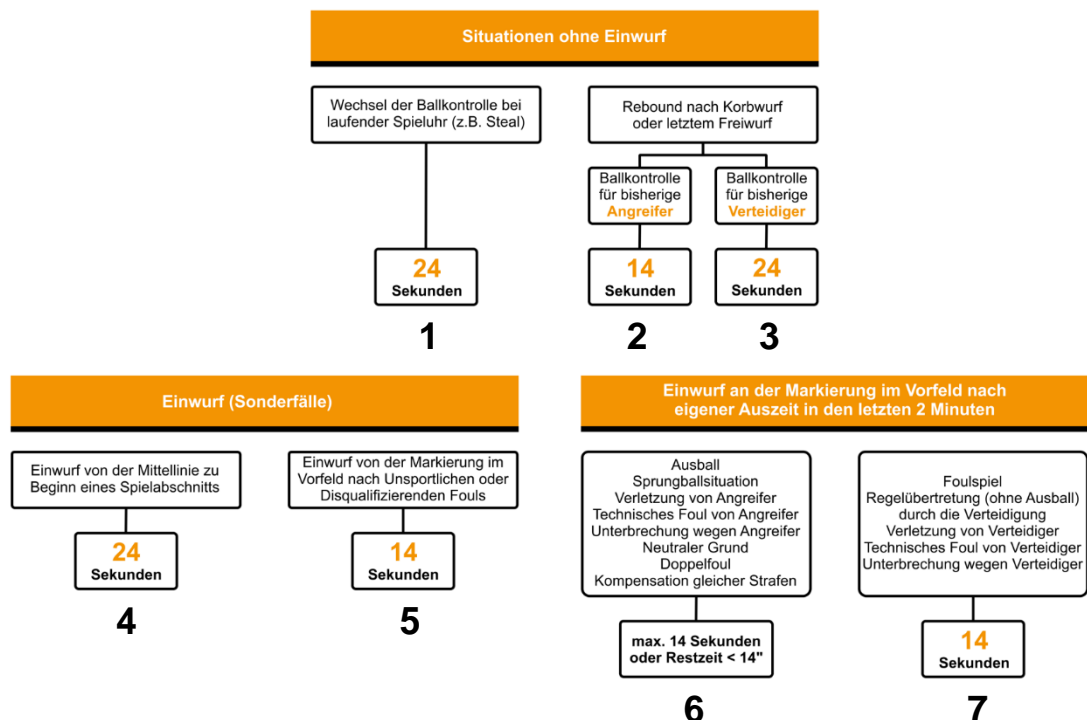 Situationen ohne Einwurf
Wechsel der Ballkontrolle bei
laufender Spieluhr (z.B. Steal)
24
Sekunden
1
Rebound nach Korbwurf
oder letztem Freiwurf
Ballkontrolle
für bisherige
Angreifer
14
Sekunden
2
Ballkontrolle
für bisherige
Verteidiger
24
Sekunden
3
Einwurf (Sonderfälle)
Einwurf von der Mittellinie zu
Beginn eines Spielabschnitts
24
Sekunden
4
Einwurf von der Markierung im
Vorfeld nach Unsportlichen oder
Disqualifizierenden Fouls
14
Sekunden
5
Einwurf an der Markierung im Vorfeld nach
eigener Auszeit in den letzten 2 Minuten
Ausball
Sprungballsituation
Verletzung von Angreifer
Technisches Foul von Angreifer
Unterbrechung wegen Angreifer
Neutraler Grund
Doppelfoul
Kompensation gleicher Strafen
max. 14 Sekunden
oder Restzeit < 14"
6
Foulspiel
Regelübertretung (ohne Ausball)
durch die Verteidigung
Verletzung von Verteidiger
Technisches Foul von Verteidiger
Unterbrechung wegen Verteidiger
14
Sekunden
7